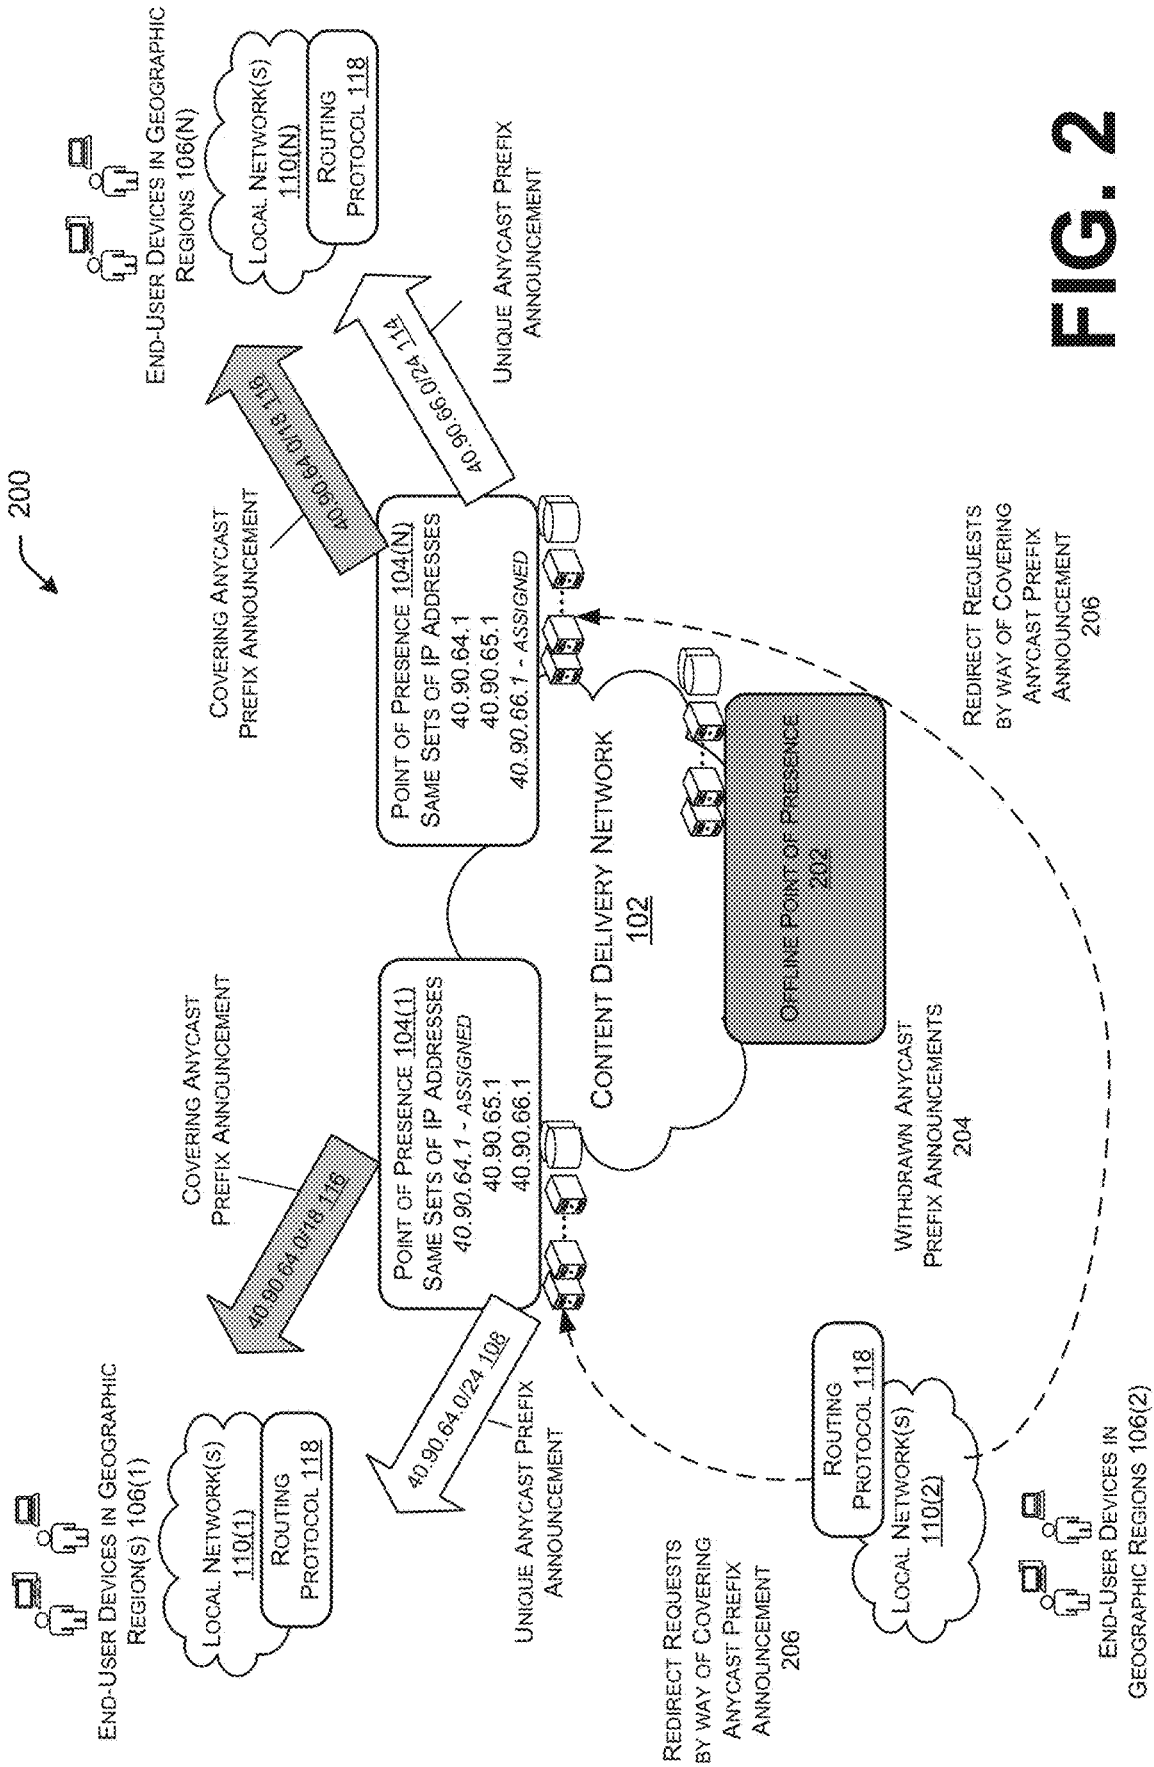 200
END-USER DEVICES IN GEOGRAPHIC
REGION(S) 106(1)
LOCAL NETWORK(S)
110(1)
ROUTING
PROTOCOL 118
COVERING ANYCAST
PREFIX ANNOUNCEMENT
40.90.64.0/18 116
40.90.64.0/24 108
UNIQUE ANYCAST PREFIX
ANNOUNCEMENT
POINT OF PRESENCE 104(1)
SAME SETS OF IP ADDRESSES
40.90.64.1 - ASSIGNED
40.90.65.1
40.90.66.1
COVERING ANYCAST
PREFIX ANNOUNCEMENT
40.90.64.0/18 116
END-USER DEVICES IN GEOGRAPHIC
REGIONS 106(N)
LOCAL NETWORK(S)
110(N)
ROUTING
PROTOCOL 118
40.90.66.0/24 114
UNIQUE ANYCAST PREFIX
ANNOUNCEMENT
POINT OF PRESENCE 104(N)
SAME SETS OF IP ADDRESSES
40.90.64.1
40.90.65.1
40.90.66.1 - ASSIGNED
CONTENT DELIVERY NETWORK
102
OFFLINE POINT OF PRESENCE
202
WITHDRAWN ANYCAST
PREFIX ANNOUNCEMENTS
204
REDIRECT REQUESTS
BY WAY OF COVERING
ANYCAST PREFIX
ANNOUNCEMENT
206
ROUTING
PROTOCOL 118
LOCAL NETWORK(S)
110(2)
END-USER DEVICES IN
GEOGRAPHIC REGIONS 106(2)
REDIRECT REQUESTS
BY WAY OF COVERING
ANYCAST PREFIX
ANNOUNCEMENT
206
FIG. 2